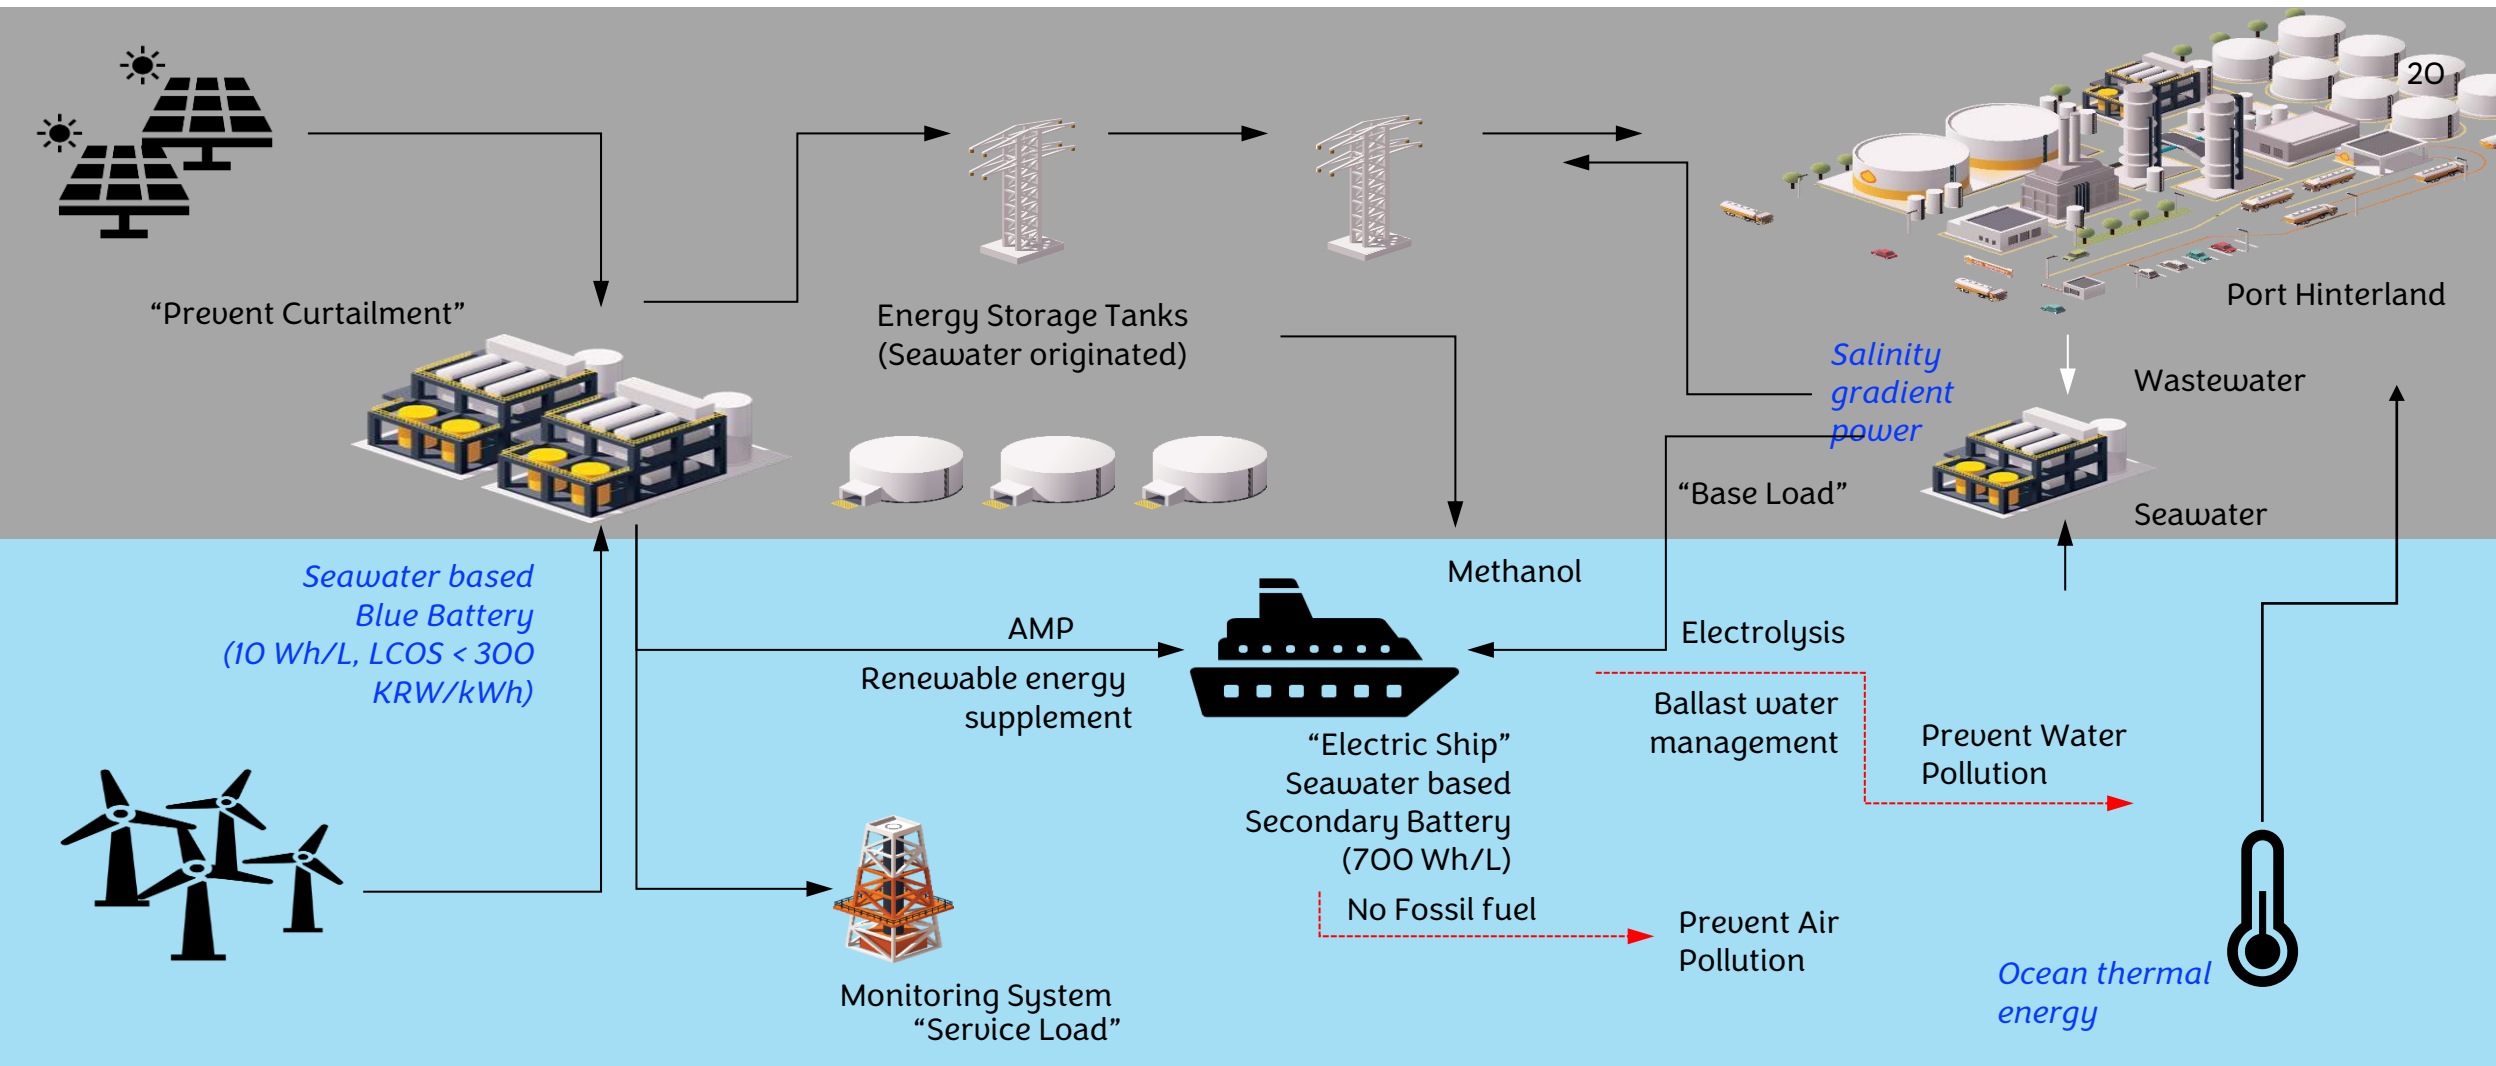 20
Port Hinterland
“Prevent Curtailment”
Energy Storage Tanks
(Seawater originated)
Salinity
gradient
power
Wastewater
“Base Load”
Seawater
Seawater based
Blue Battery
(10 Wh/L, LCOS < 300
KRW/kWh)
Methanol
AMP
Renewable energy
supplement
Electrolysis
Ballast water
management
“Electric Ship”
Seawater based
Secondary Battery
(700 Wh/L)
Prevent Water
Pollution
No Fossil fuel
Prevent Air
Pollution
Monitoring System
“Service Load”
Ocean thermal
energy